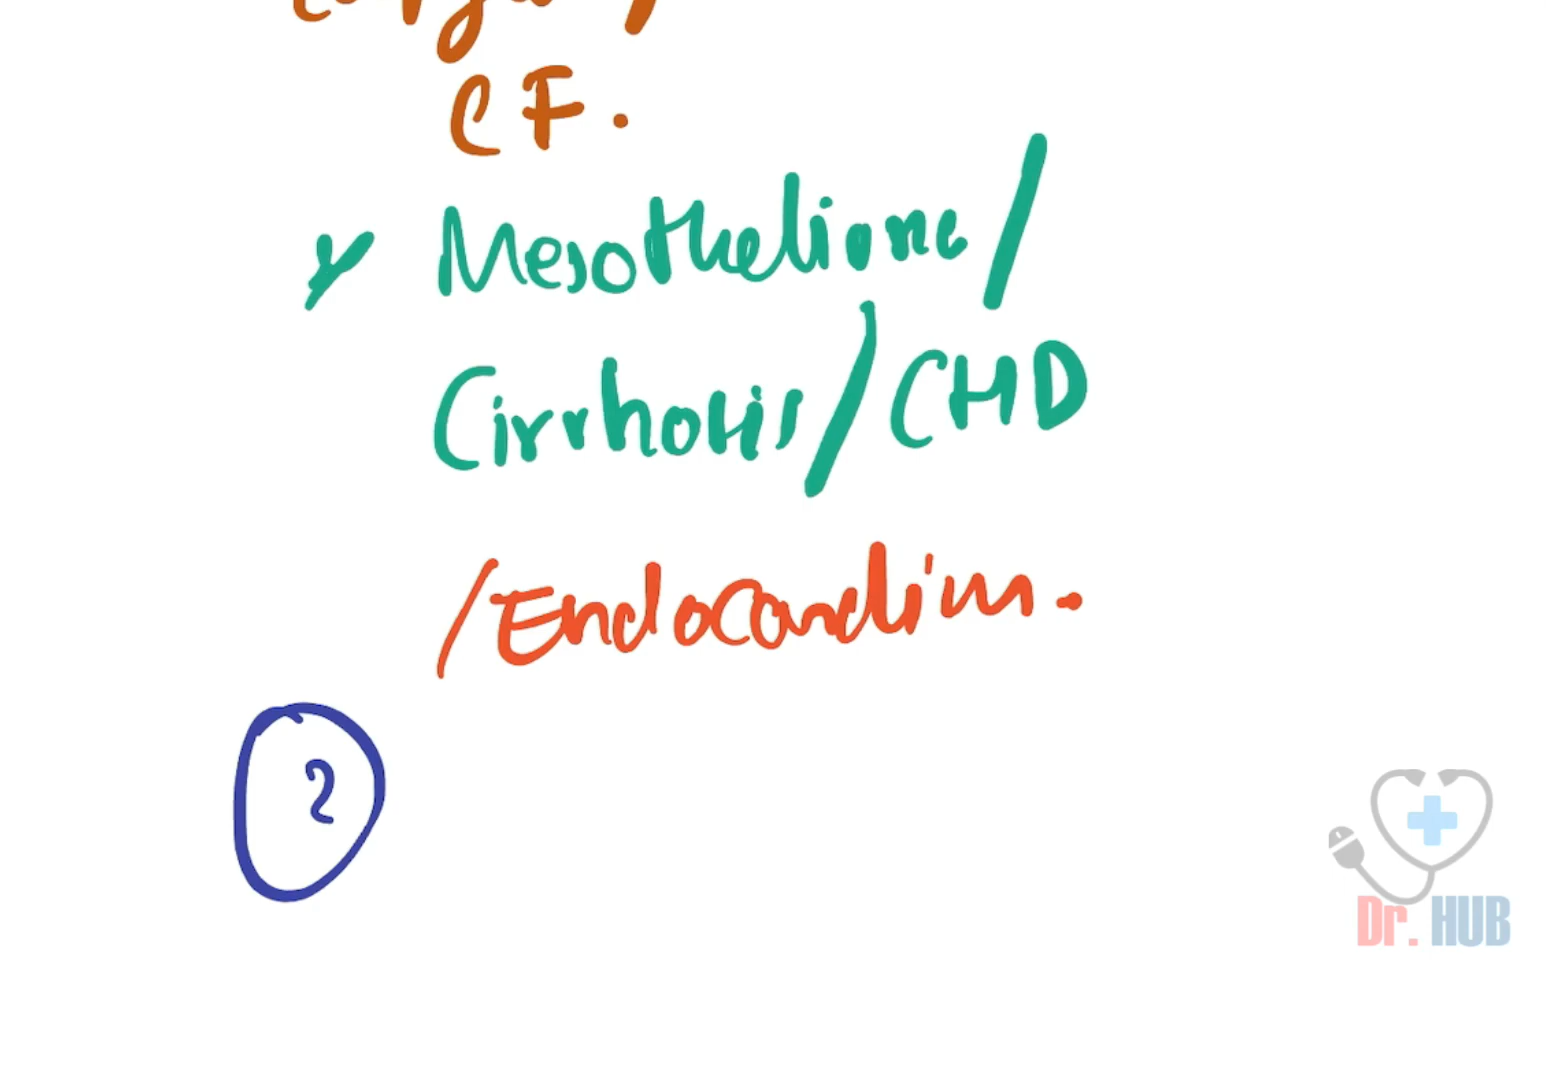 CF.
Mesothelioma/
Cirrhosis/CHD
/Endocardium.
2
Dr. HUB